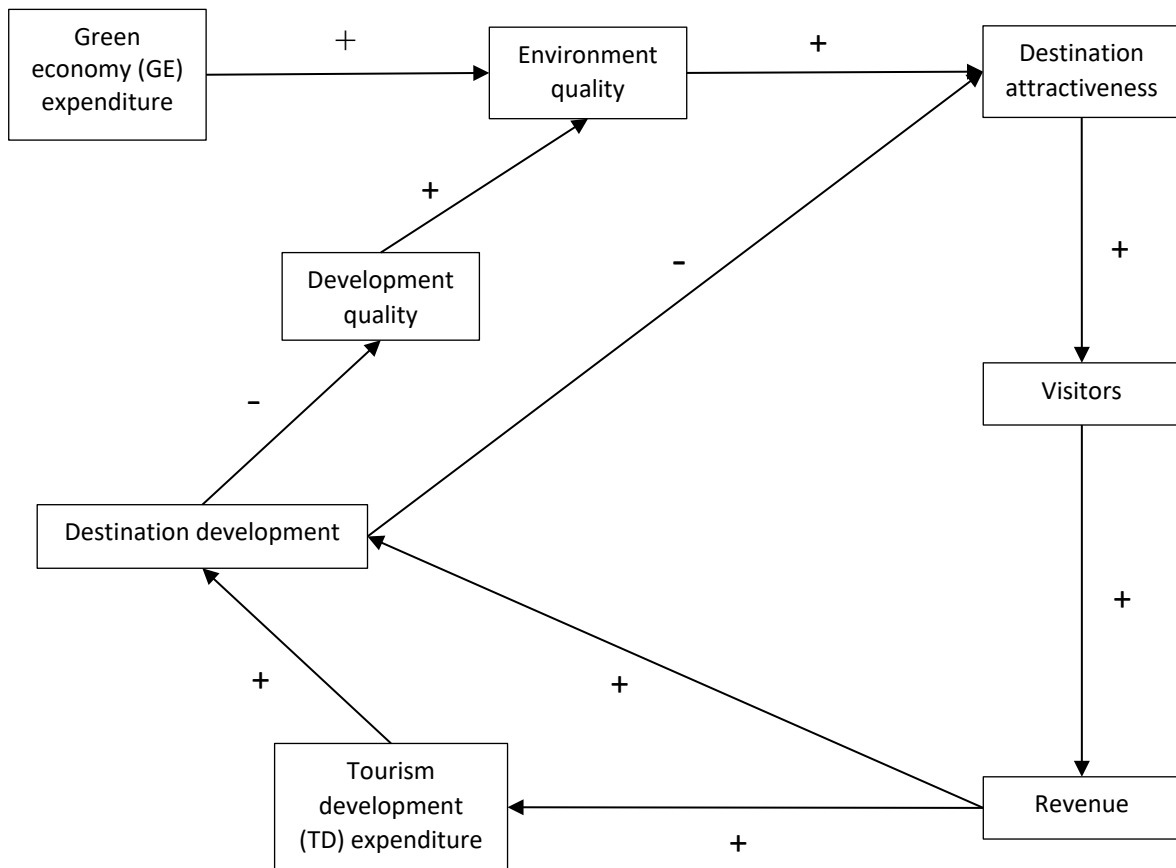 Green
economy (GE)
expenditure
+
Environment
quality
+
Destination
attractiveness
+
Development
quality
-
+
-
Visitors
Destination development
+
+
+
Tourism
development
(TD) expenditure
+
Revenue